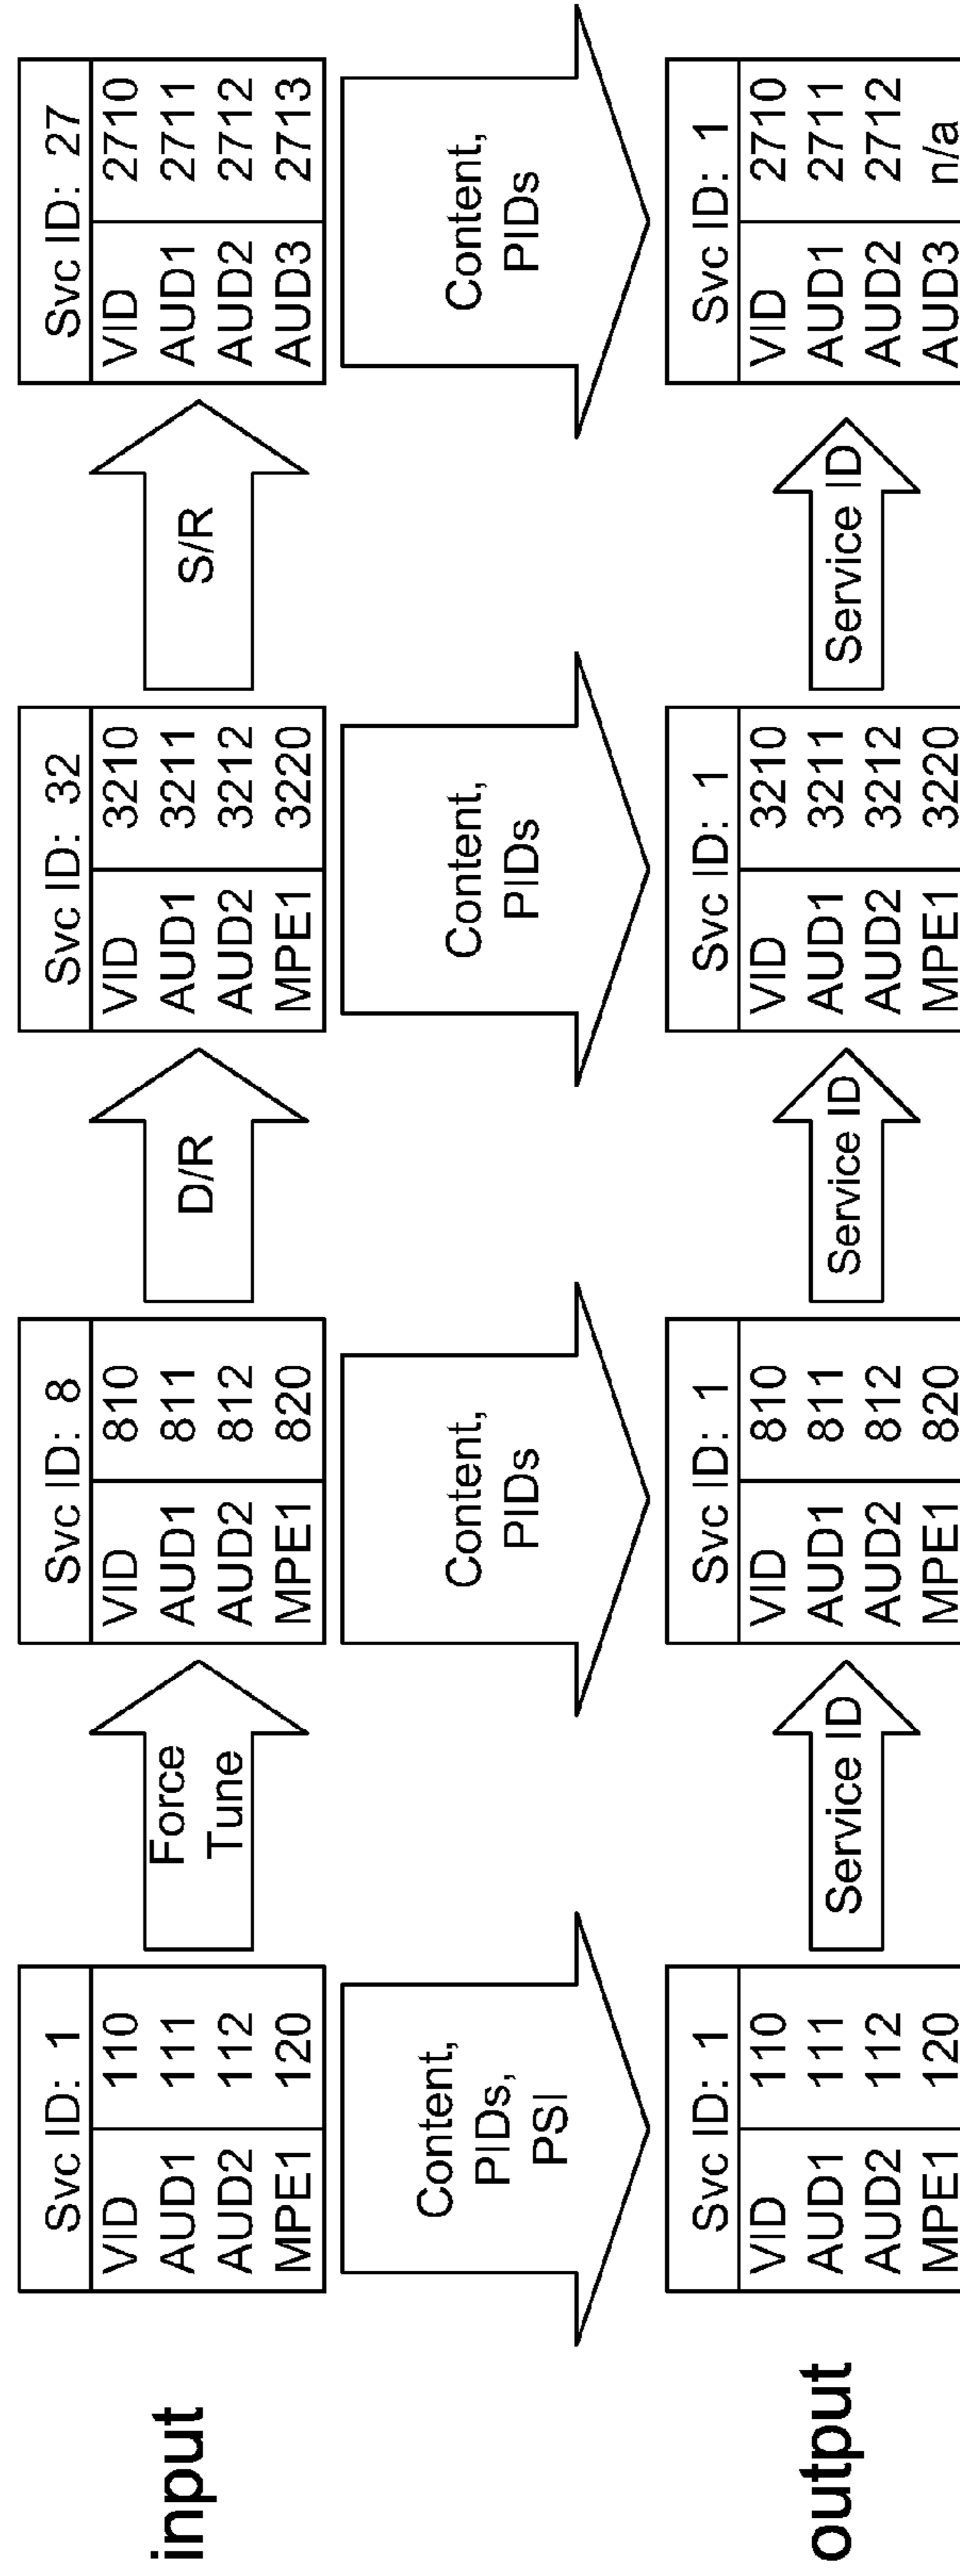 input
Svc ID: 1
VID 110
AUD1 111
AUD2 112
MPE1 120
Force
Tune
Svc ID: 8
VID 810
AUD1 811
AUD2 812
MPE1 820
D/R
Svc ID: 32
VID 3210
AUD1 3211
AUD2 3212
MPE1 3220
S/R
Svc ID: 27
VID 2710
AUD1 2711
AUD2 2712
AUD3 2713
Content,
PIDs,
PSI
Content,
PIDs
Content,
PIDs
Content,
PIDs
output
Svc ID: 1
VID 110
AUD1 111
AUD2 112
MPE1 120
Service ID
Svc ID: 1
VID 810
AUD1 811
AUD2 812
MPE1 820
Service ID
Svc ID: 1
VID 3210
AUD1 3211
AUD2 3212
MPE1 3220
Service ID
Svc ID: 1
VID 2710
AUD1 2711
AUD2 2712
AUD3 n/a